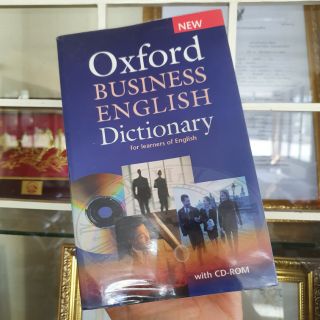 NEW
Oxford
BUSINESS
ENGLISH
Dictionary
for learners of English
with CD-ROM